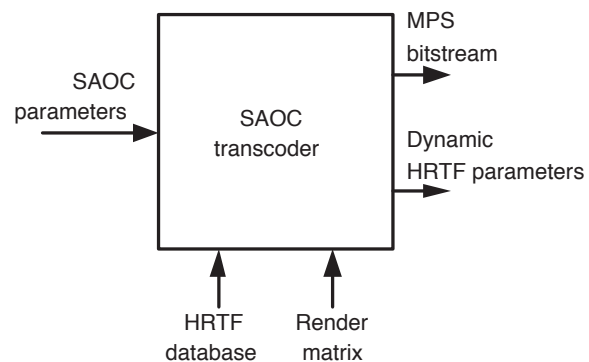 MPS
bitstream
SAOC
parameters
SAOC
transcoder
Dynamic
HRTF parameters
HRTF
database
Render
matrix